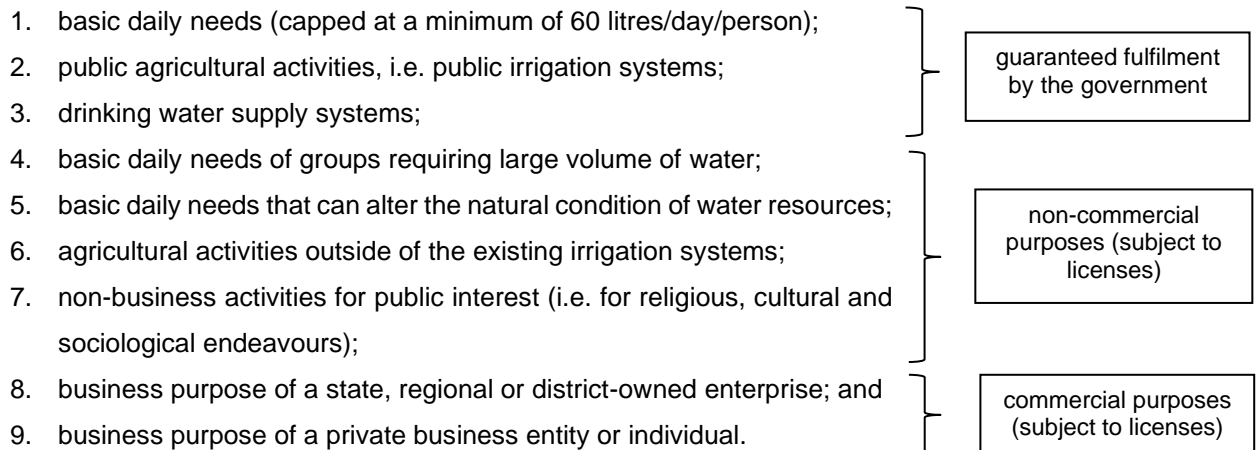 1. basic daily needs (capped at a minimum of 60 litres/day/person);
2. public agricultural activities, i.e. public irrigation systems;
3. drinking water supply systems;
guaranteed fulfilment
by the government
4. basic daily needs of groups requiring large volume of water;
5. basic daily needs that can alter the natural condition of water resources;
6. agricultural activities outside of the existing irrigation systems;
7. non-business activities for public interest (i.e. for religious, cultural and
sociological endeavours);
non-commercial
purposes (subject to
licenses)
8. business purpose of a state, regional or district-owned enterprise; and
9. business purpose of a private business entity or individual.
commercial purposes
(subject to licenses)